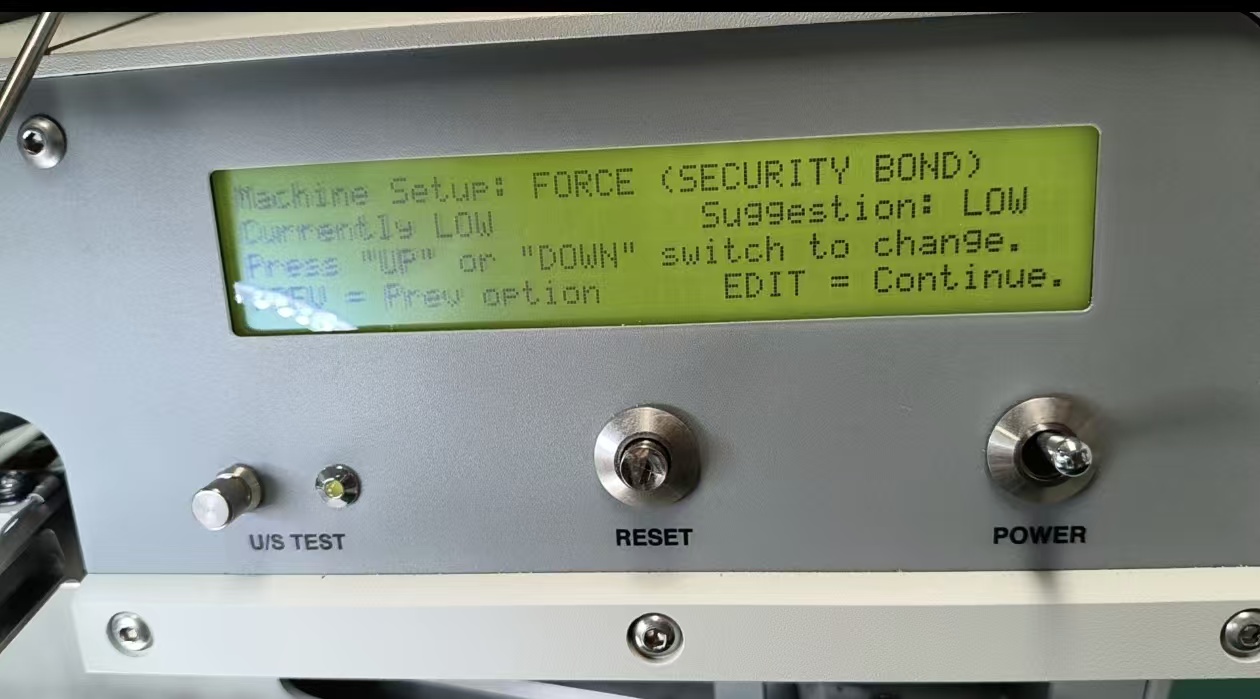 Machine Setup: FORCE (SECURITY BOND)
Currently LOW Suggestion: LOW
Press "UP" or "DOWN" switch to change.
= Prev option EDIT = Continue.
U/S TEST
RESET
POWER